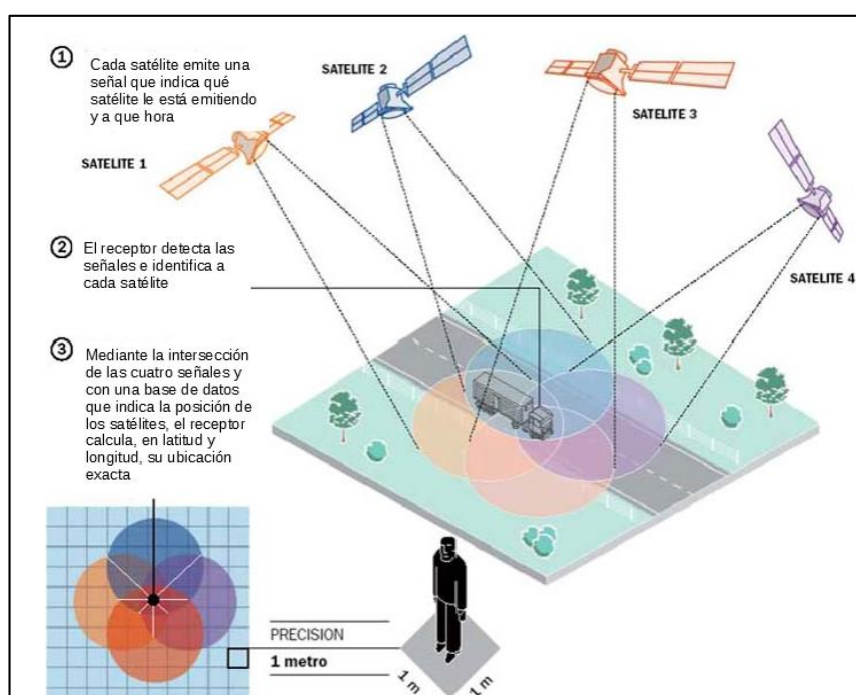 1
Cada satélite emite una
señal que indica qué
satélite le está emitiendo
y a que hora
SATELITE 1
SATELITE 2
SATELITE 3
SATELITE 4
2
El receptor detecta las
señales e identifica a
cada satélite
3
Mediante la intersección
de las cuatro señales y
con una base de datos
que indica la posición de
los satélites, el receptor
calcula, en latitud y
longitud, su ubicación
exacta
PRECISION
1 metro
1 m
1 m